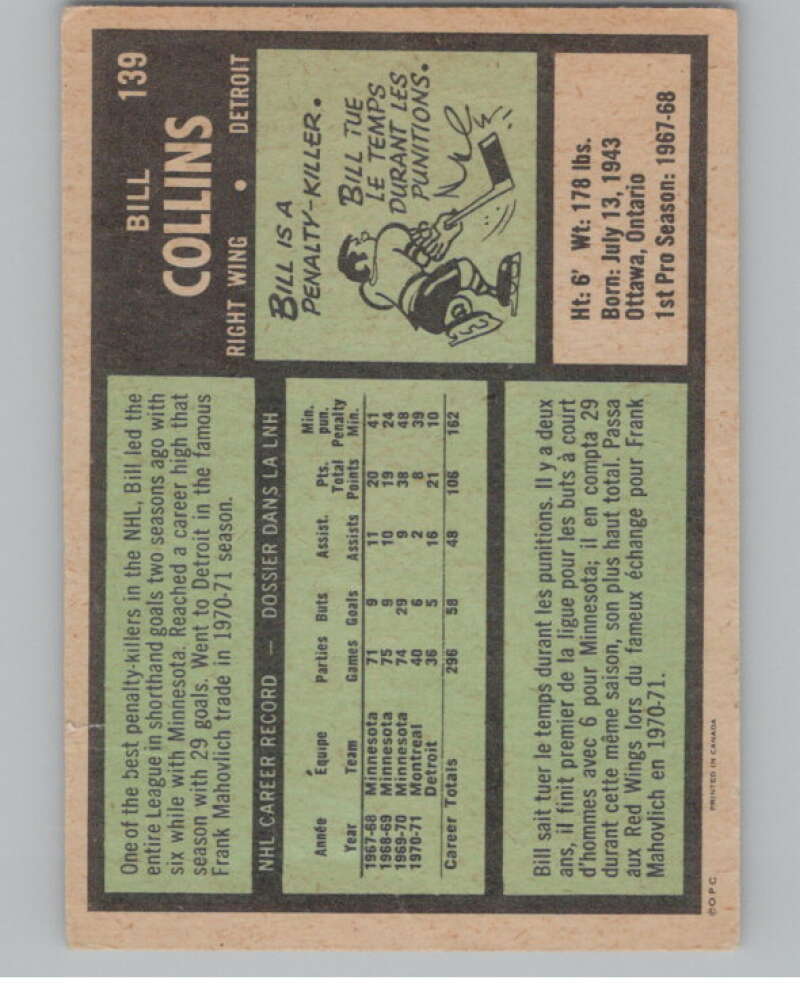 BILL
139
COLLINS
RIGHT WING • DETROIT
One of the best penalty-killers in the NHL, Bill led the
entire League in shorthand goals two seasons ago with
six while with Minnesota. Reached a career high that
season with 29 goals. Went to Detroit in the famous
Frank Mahovlich trade in 1970-71 season.
BILL IS A
PENALTY-KILLER.
BILL TUE
LE TEMPS
DURANT LES
PUNITIONS.
NHL CAREER RECORD — DOSSIER DANS LA LNH
Année Équipe Parties Buts Assist. Pts. Min. pun.
Year Team Games Goals Assists Total Points Penalty Min.
1967-68 Minnesota 71 9 11 20 41
1968-69 Minnesota 75 9 10 19 24
1969-70 Minnesota 74 29 9 38 48
1970-71 Montreal 40 6 2 8 39
Detroit 36 5 16 21 10
Career Totals 296 58 48 106 162
Ht: 6' Wt: 178 lbs.
Born: July 13, 1943
Ottawa, Ontario
1st Pro Season: 1967-68
Bill sait tuer le temps durant les punitions. Il y a deux
ans, il finit premier de la ligue pour les buts à court
d'hommes avec 6 pour Minnesota; il en compta 29
durant cette même saison, son plus haut total. Passa
aux Red Wings lors du fameux échange pour Frank
Mahovlich en 1970-71.
© O.P.C. PRINTED IN CANADA